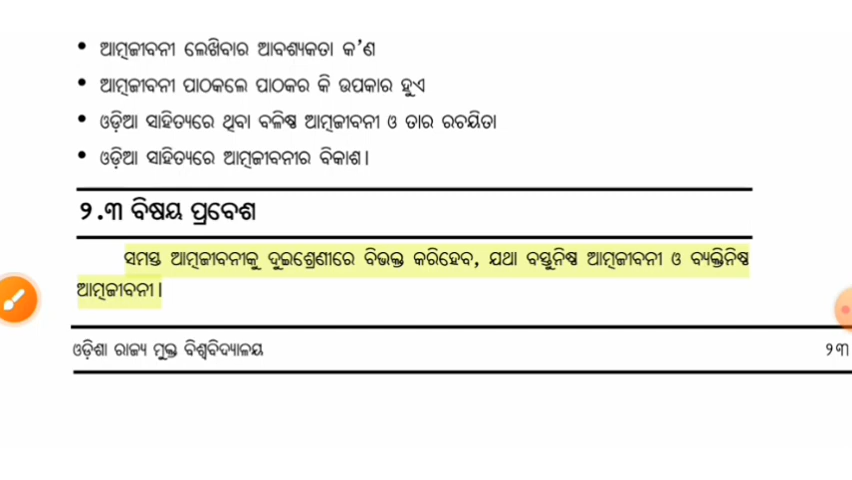 • ଆତ୍ମଜୀବନୀ ଲେଖିବାର ଆବଶ୍ୟକତା କ'ଣ
• ଆତ୍ମଜୀବନୀ ପାଠକଲେ ପାଠକର କି ଉପକାର ହୁଏ
• ଓଡ଼ିଆ ସାହିତ୍ୟରେ ଥିବା ବଳିଷ୍ଠ ଆତ୍ମଜୀବନୀ ଓ ତାର ରଚୟିତା
• ଓଡ଼ିଆ ସାହିତ୍ୟରେ ଆତ୍ମଜୀବନୀର ବିକାଶ।
୨.୩ ବିଷୟ ପ୍ରବେଶ
ସମସ୍ତ ଆତ୍ମଜୀବନୀକୁ ଦୁଇଶ୍ରେଣୀରେ ବିଭକ୍ତ କରିହେବ, ଯଥା ବସ୍ତୁନିଷ୍ଠ ଆତ୍ମଜୀବନୀ ଓ ବ୍ୟକ୍ତିନିଷ୍ଠ
ଆତ୍ମଜୀବନୀ।
ଓଡ଼ିଶା ରାଜ୍ୟ ମୁକ୍ତ ବିଶ୍ୱବିଦ୍ୟାଳୟ ୨୩